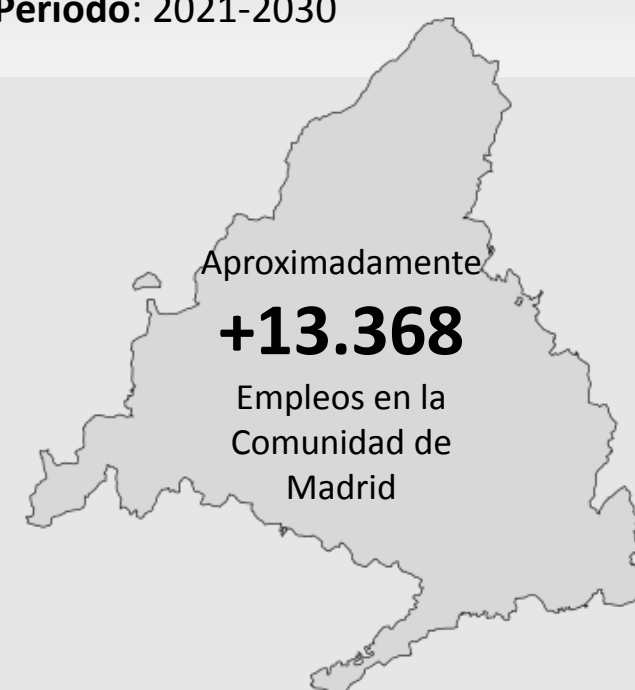 Periodo: 2021-2030
Aproximadamente
+13.368
Empleos en la
Comunidad de
Madrid